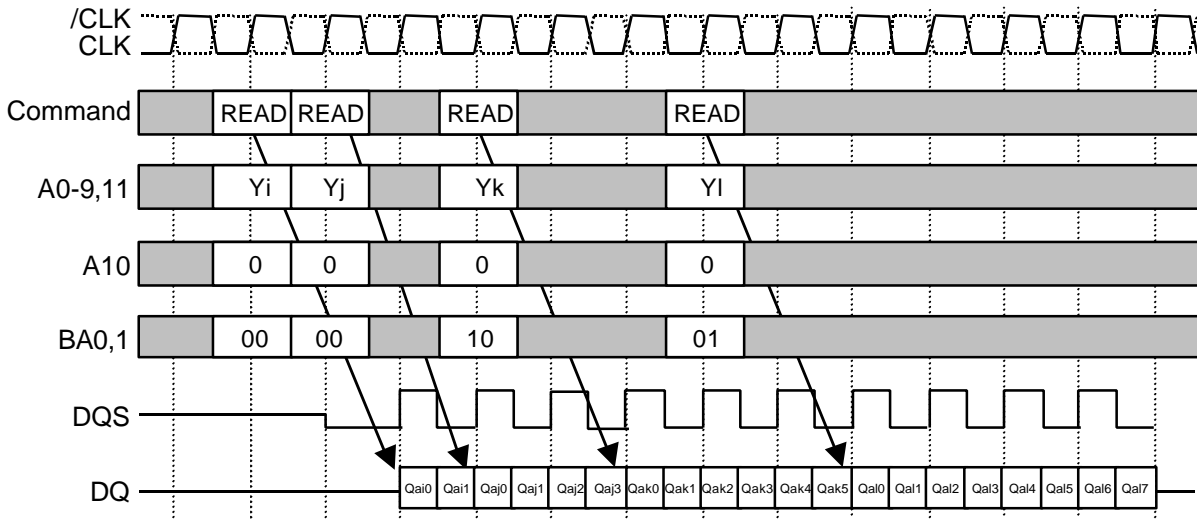 /CLK
CLK
Command READ READ READ READ
A0-9,11 Yi Yj Yk Yl
A10 0 0 0 0
BA0,1 00 00 10 01
DQS
DQ Qai0 Qai1 Qaj0 Qaj1 Qaj2 Qaj3 Qak0 Qak1 Qak2 Qak3 Qak4 Qak5 Qal0 Qal1 Qal2 Qal3 Qal4 Qal5 Qal6 Qal7